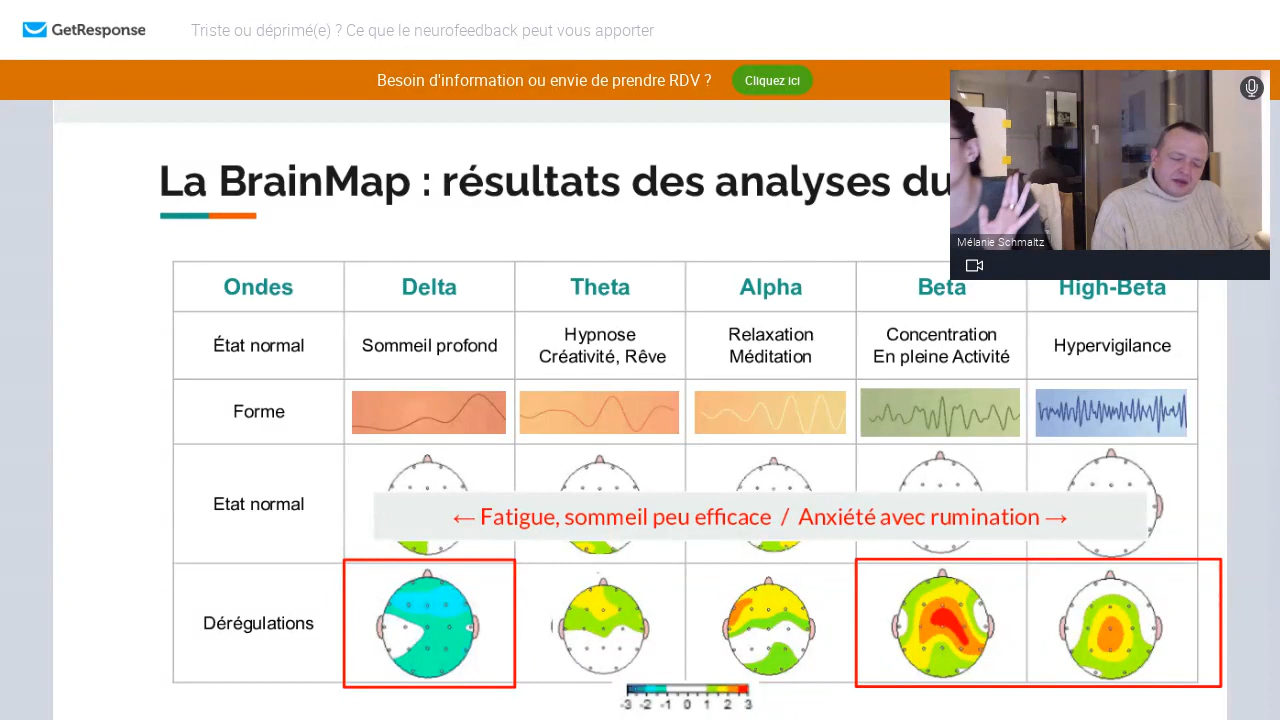 GetResponse
Triste ou déprimé(e) ? Ce que le neurofeedback peut vous apporter
Besoin d'information ou envie de prendre RDV ?
Cliquez ici
Mélanie Schmaltz
La BrainMap : résultats des analyses du
Ondes
Delta
Theta
Alpha
Beta
High-Beta
État normal
Sommeil profond
Hypnose
Créativité, Rêve
Relaxation
Méditation
Concentration
En pleine Activité
Hypervigilance
Forme
Etat normal
← Fatigue, sommeil peu efficace / Anxiété avec rumination →
Dérégulations
-3 -2 -1 0 1 2 3